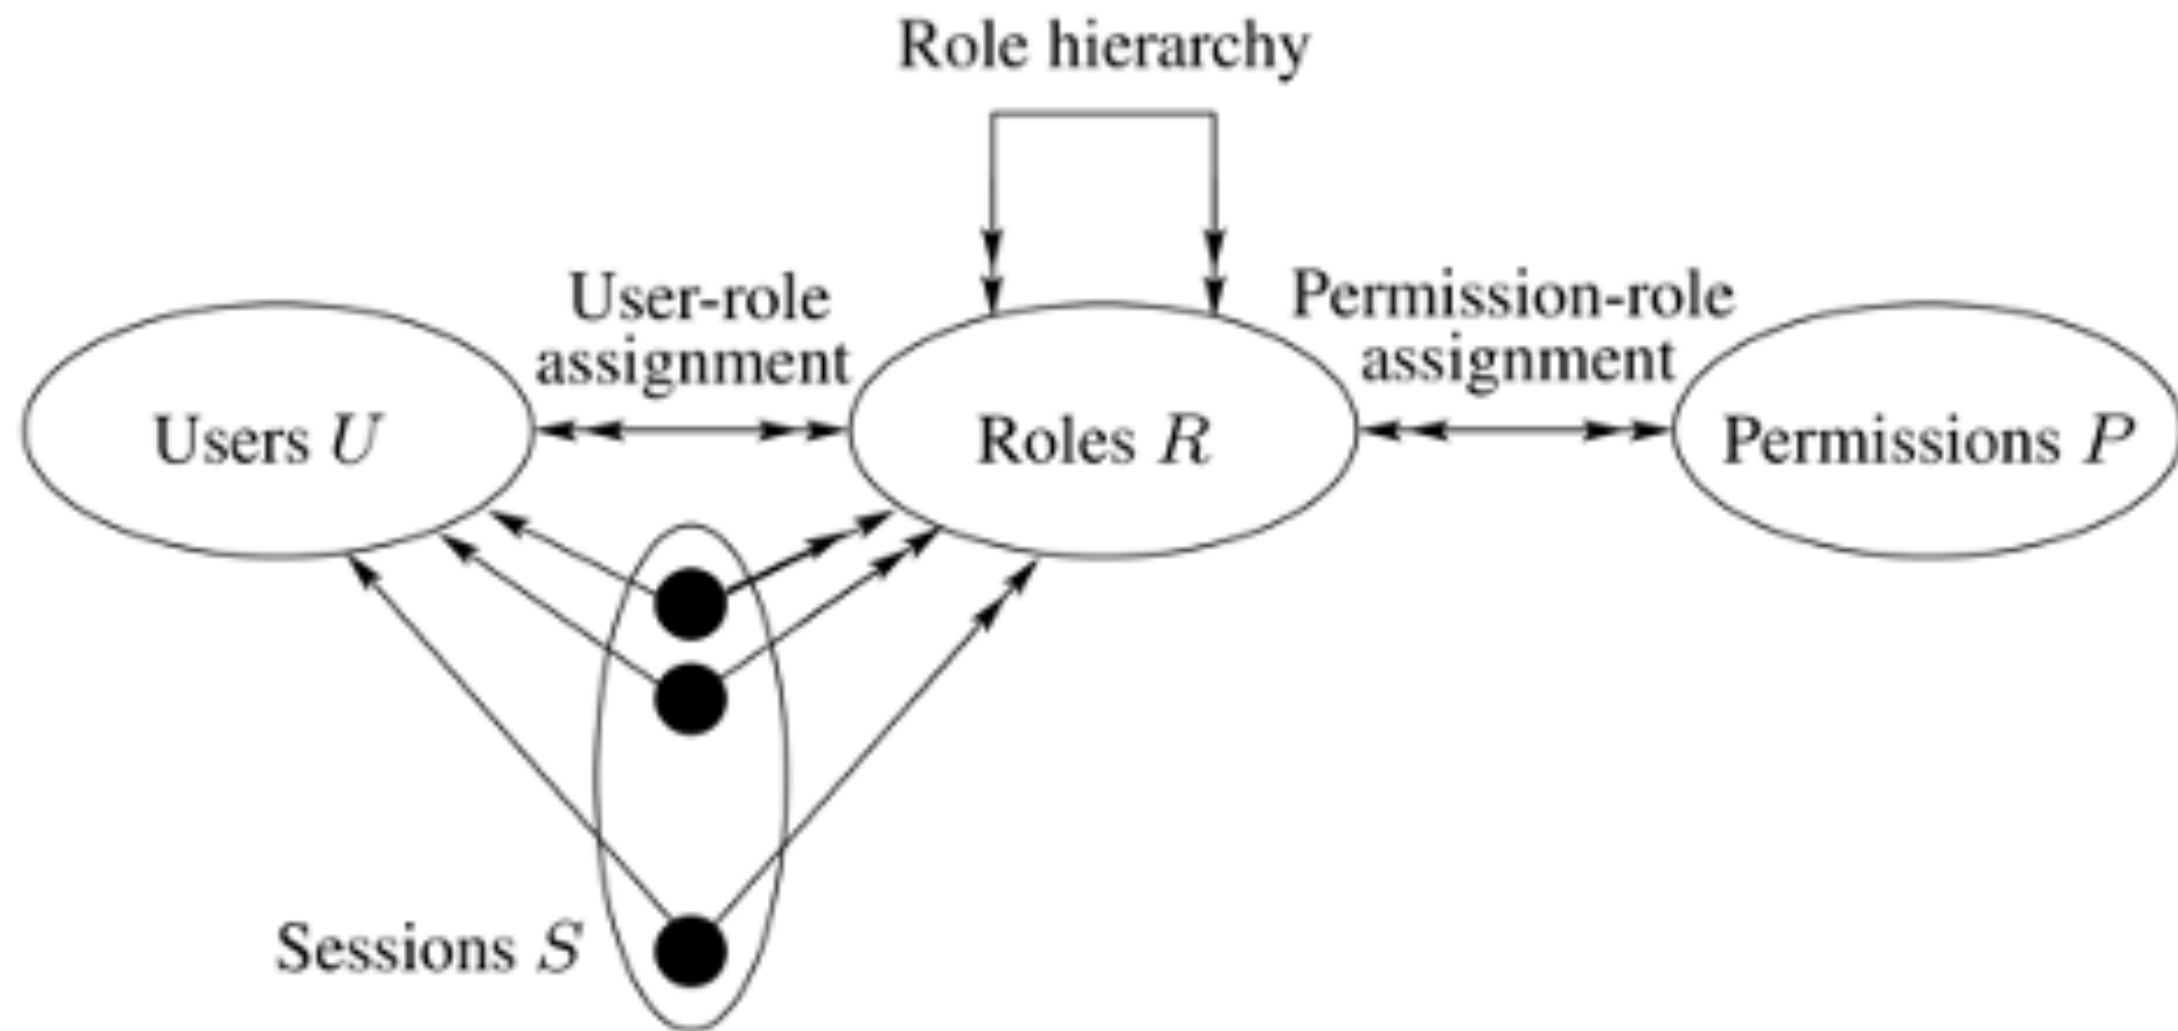 Role hierarchy
User-role
assignment
Permission-role
assignment
Users U
Roles R
Permissions P
Sessions S